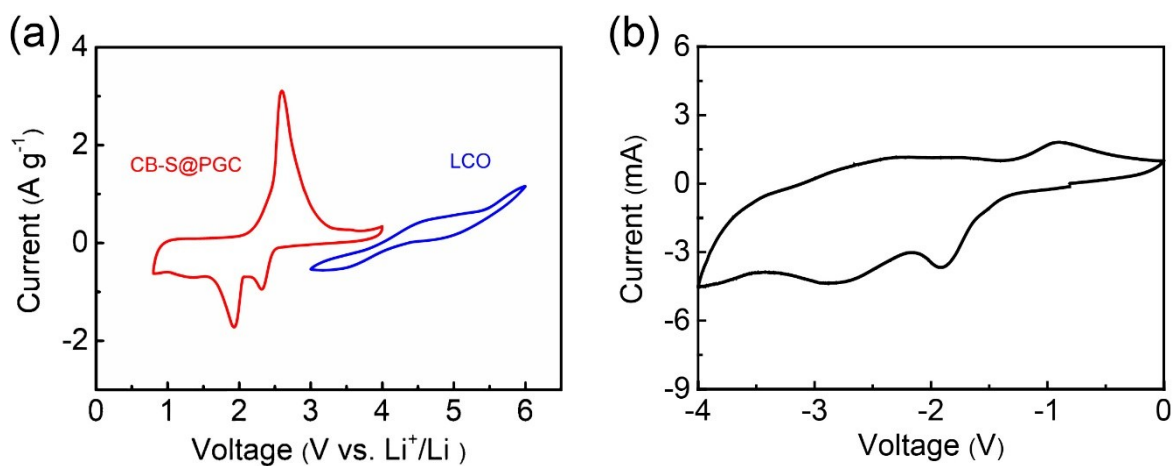 (a)
4
2
0
-2
Current (A g⁻¹)
CB-S@PGC
LCO
0 1 2 3 4 5 6
Voltage (V vs. Li⁺/Li )
(b)
6
3
0
-3
-6
-9
Current (mA)
-4 -3 -2 -1 0
Voltage (V)